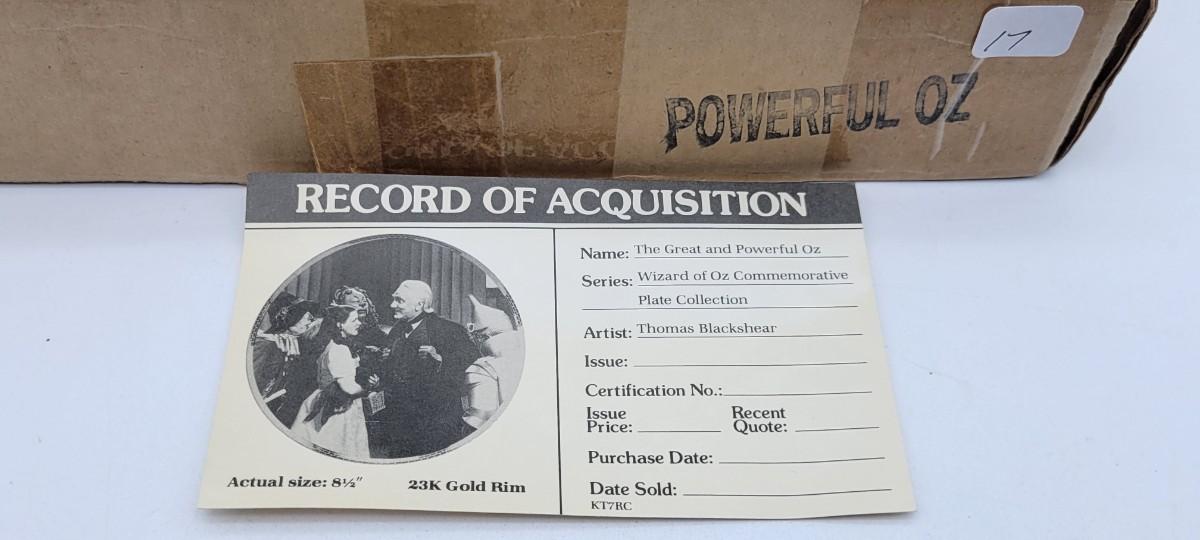 17
POWERFUL OZ
RECORD OF ACQUISITION
Name: The Great and Powerful Oz
Series: Wizard of Oz Commemorative
Plate Collection
Artist: Thomas Blackshear
Issue:
Certification No.:
Issue Price:
Recent Quote:
Purchase Date:
Date Sold:
KT7RC
Actual size: 8½"
23K Gold Rim